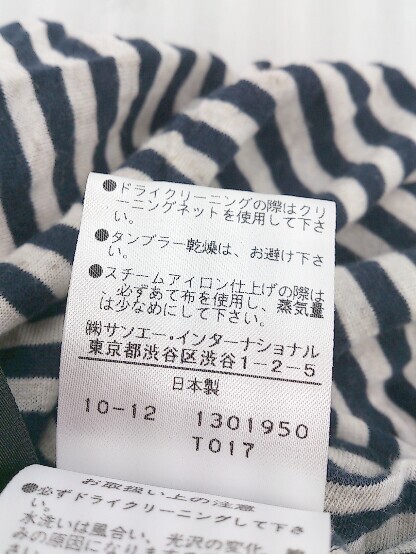 ●ドライクリーニングの際はクリ
ーニングネットを使用して下さ
い。
●タンブラー乾燥は、お避け下さ
い。
●スチームアイロン仕上げの際は
、必ずあて布を使用し、蒸気量
は少なめにして下さい。
㈱サンエー.インターナショナル
東京都渋谷区渋谷1-2-5
日本製
10-12 1301950
T017
お取扱い上の注意
●必ずドライクリーニングして下さ
い。
水洗いは風合い、光沢の変化
みの原因になりま